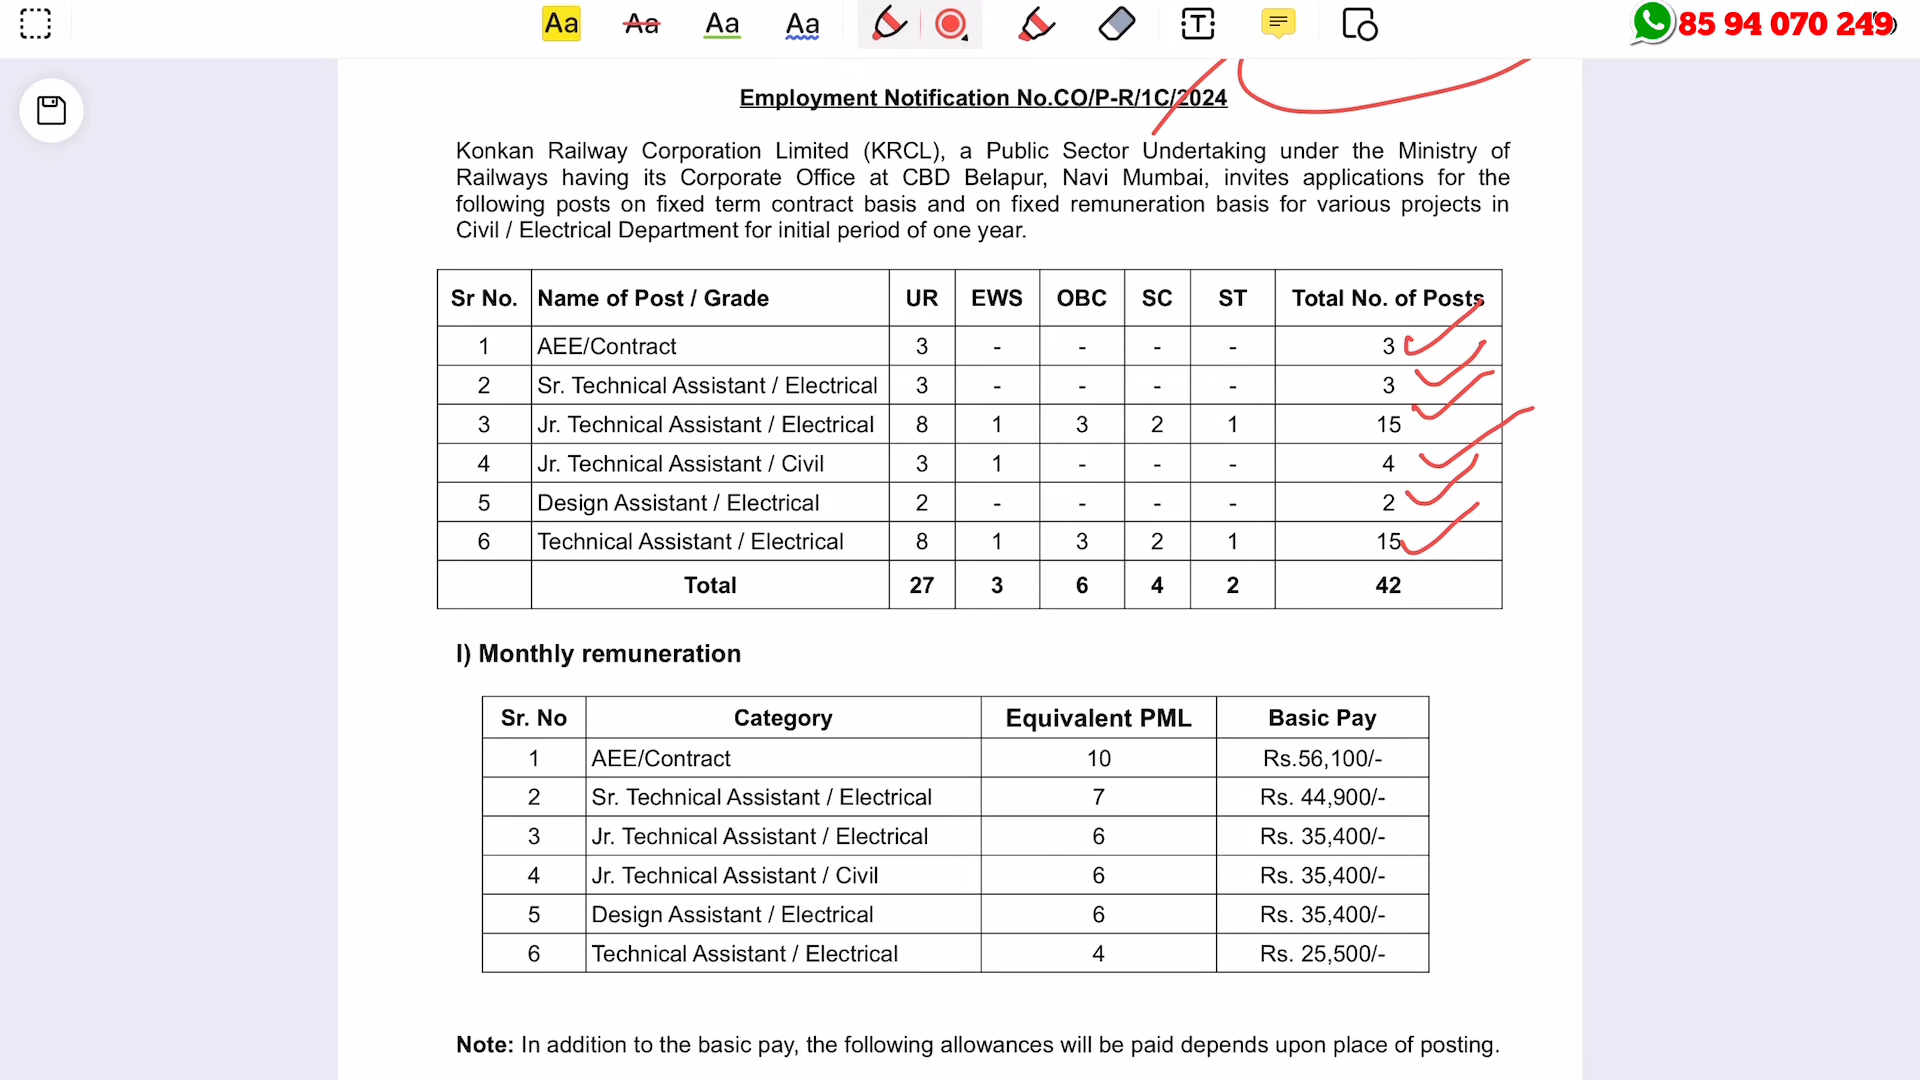 Aa Aa Aa Aa T
85 94 070 249
Employment Notification No.CO/P-R/1C/2024
Konkan Railway Corporation Limited (KRCL), a Public Sector Undertaking under the Ministry of
Railways having its Corporate Office at CBD Belapur, Navi Mumbai, invites applications for the
following posts on fixed term contract basis and on fixed remuneration basis for various projects in
Civil / Electrical Department for initial period of one year.
Sr No. Name of Post / Grade UR EWS OBC SC ST Total No. of Posts
1 AEE/Contract 3 - - - - 3
2 Sr. Technical Assistant / Electrical 3 - - - - 3
3 Jr. Technical Assistant / Electrical 8 1 3 2 1 15
4 Jr. Technical Assistant / Civil 3 1 - - - 4
5 Design Assistant / Electrical 2 - - - - 2
6 Technical Assistant / Electrical 8 1 3 2 1 15
Total 27 3 6 4 2 42
I) Monthly remuneration
Sr. No Category Equivalent PML Basic Pay
1 AEE/Contract 10 Rs.56,100/-
2 Sr. Technical Assistant / Electrical 7 Rs. 44,900/-
3 Jr. Technical Assistant / Electrical 6 Rs. 35,400/-
4 Jr. Technical Assistant / Civil 6 Rs. 35,400/-
5 Design Assistant / Electrical 6 Rs. 35,400/-
6 Technical Assistant / Electrical 4 Rs. 25,500/-
Note: In addition to the basic pay, the following allowances will be paid depends upon place of posting.